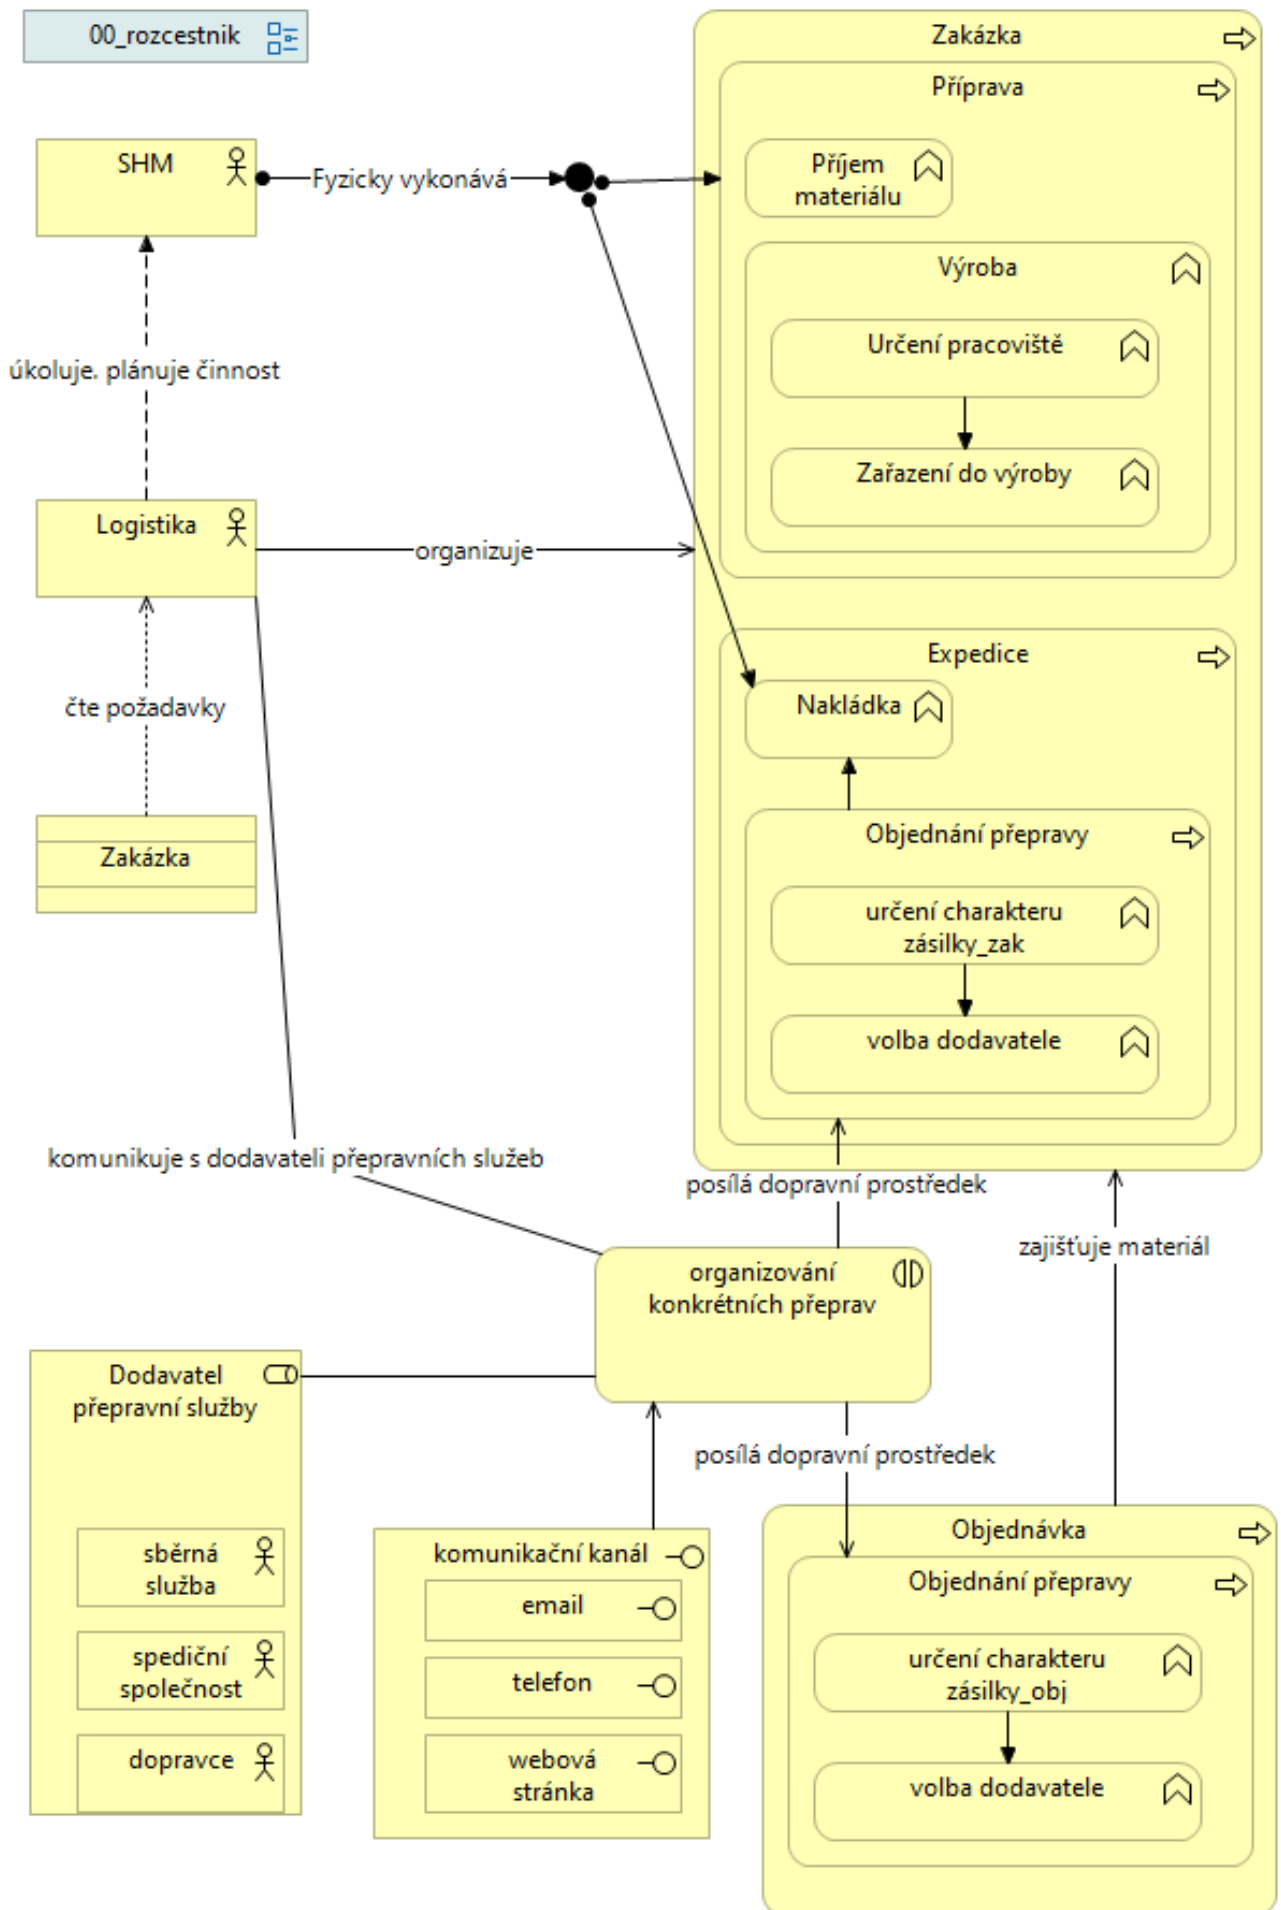 00_rozcestnik
Zakázka
Příprava
SHM
Fyzicky vykonává
Příjem
materiálu
Výroba
Určení pracoviště
úkoluje. plánuje činnost
Zařazení do výroby
Logistika
organizuje
Expedice
čte požadavky
Nakládka
Zakázka
Objednání přepravy
určení charakteru
zásilky_zak
volba dodavatele
komunikuje s dodavateli přepravních služeb
posílá dopravní prostředek
zajišťuje materiál
organizování
konkrétních přeprav
Dodavatel
přepravní služby
posílá dopravní prostředek
Objednávka
sběrná
služba
komunikační kanál
Objednání přepravy
email
spediční
společnost
určení charakteru
zásilky_obj
telefon
dopravce
webová
stránka
volba dodavatele